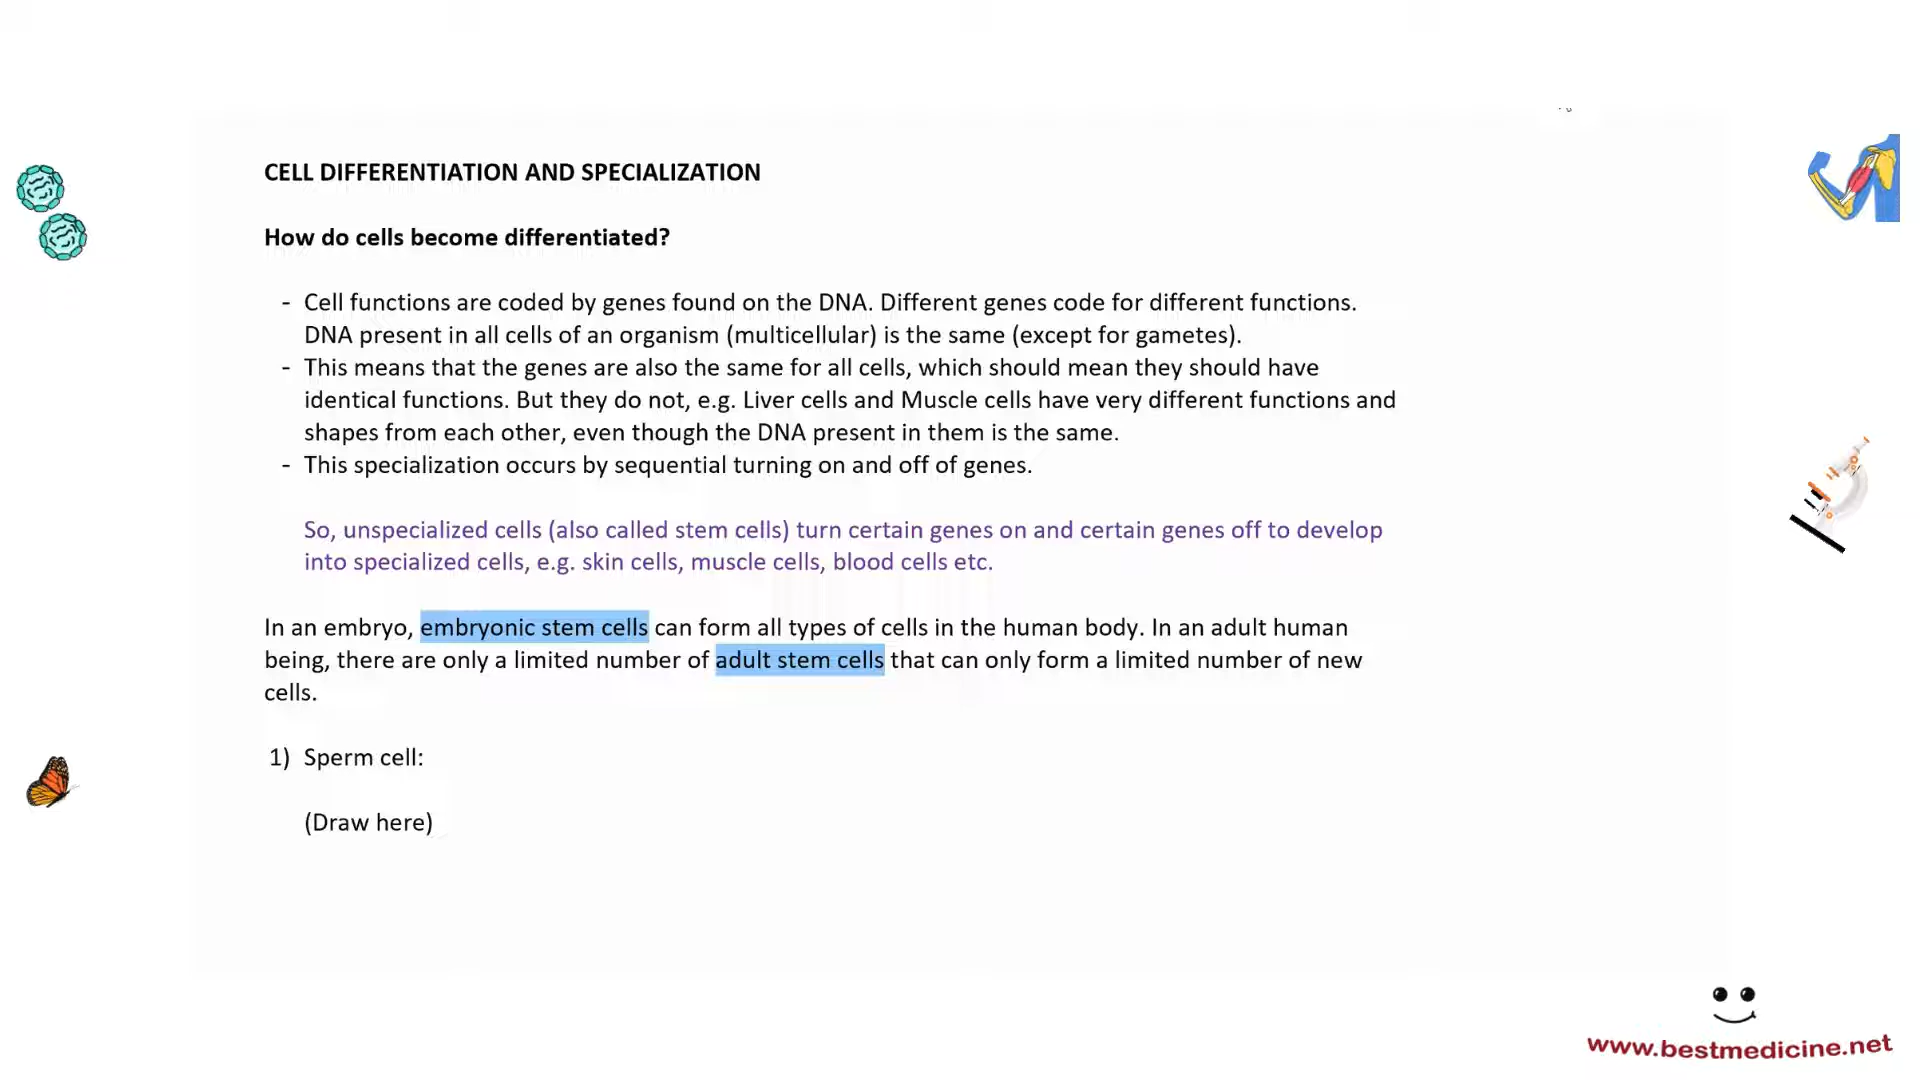 CELL DIFFERENTIATION AND SPECIALIZATION
How do cells become differentiated?
- Cell functions are coded by genes found on the DNA. Different genes code for different functions.
DNA present in all cells of an organism (multicellular) is the same (except for gametes).
- This means that the genes are also the same for all cells, which should mean they should have
identical functions. But they do not, e.g. Liver cells and Muscle cells have very different functions and
shapes from each other, even though the DNA present in them is the same.
- This specialization occurs by sequential turning on and off of genes.
So, unspecialized cells (also called stem cells) turn certain genes on and certain genes off to develop
into specialized cells, e.g. skin cells, muscle cells, blood cells etc.
In an embryo, embryonic stem cells can form all types of cells in the human body. In an adult human
being, there are only a limited number of adult stem cells that can only form a limited number of new
cells.
1) Sperm cell:
(Draw here)
www.bestmedicine.net